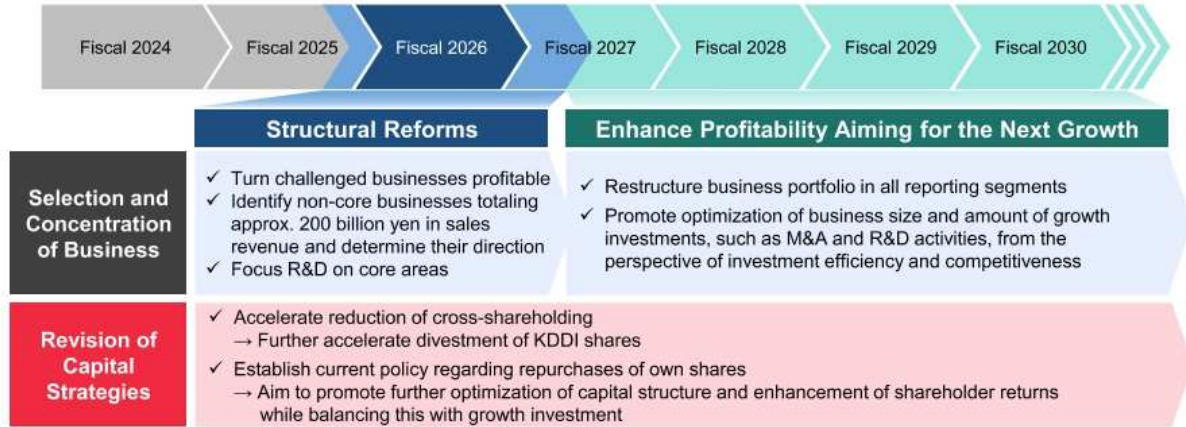 Fiscal 2024
Fiscal 2025
Fiscal 2026
Fiscal 2027
Fiscal 2028
Fiscal 2029
Fiscal 2030
Structural Reforms
Enhance Profitability Aiming for the Next Growth
Selection and
Concentration
of Business
✓ Turn challenged businesses profitable
✓ Identify non-core businesses totaling
approx. 200 billion yen in sales
revenue and determine their direction
✓ Focus R&D on core areas
✓ Restructure business portfolio in all reporting segments
✓ Promote optimization of business size and amount of growth
investments, such as M&A and R&D activities, from the
perspective of investment efficiency and competitiveness
Revision of
Capital
Strategies
✓ Accelerate reduction of cross-shareholding
→ Further accelerate divestment of KDDI shares
✓ Establish current policy regarding repurchases of own shares
→ Aim to promote further optimization of capital structure and enhancement of shareholder returns
while balancing this with growth investment